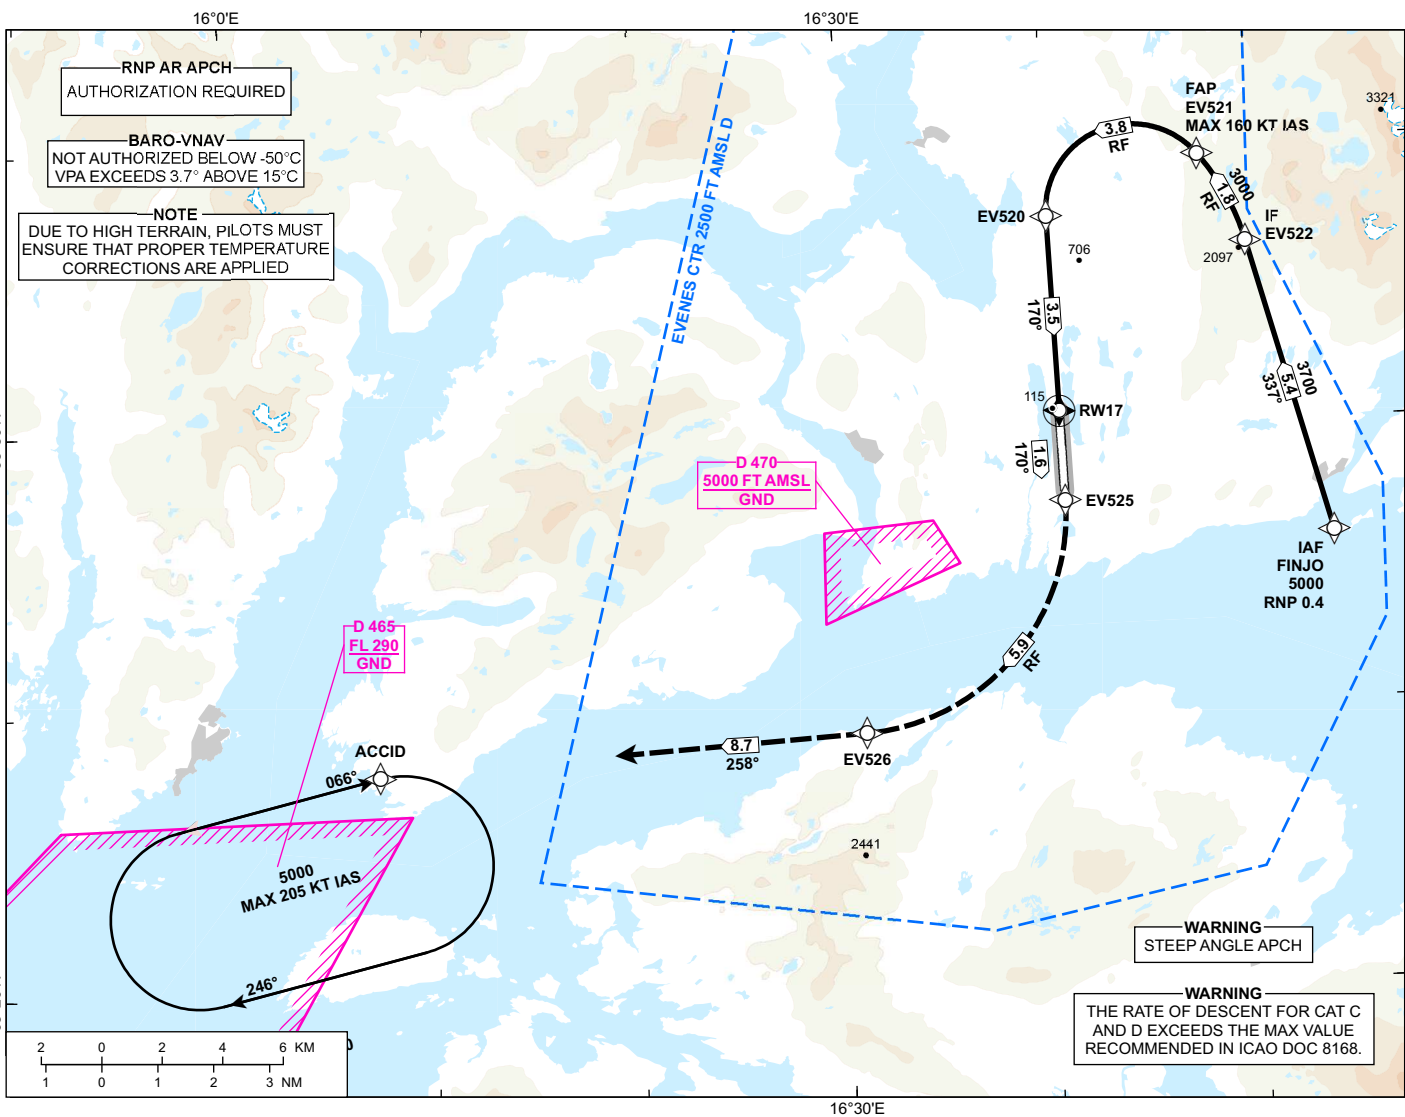 16°0'E
16°30'E
RNP AR APCH
AUTHORIZATION REQUIRED
BARO-VNAV
NOT AUTHORIZED BELOW -50°C
VPA EXCEEDS 3.7° ABOVE 15°C
NOTE
DUE TO HIGH TERRAIN, PILOTS MUST
ENSURE THAT PROPER TEMPERATURE
CORRECTIONS ARE APPLIED
EVENES CTR 2500 FT AMSL D
FAP
EV521
MAX 160 KT IAS
3321
3.8
RF
3000
1.8
RF
EV520
IF
EV522
2097
706
3.5
170°
3700
5.4
337°
115
RW17
1.6
170°
EV525
D 470
5000 FT AMSL
GND
IAF
FINJO
5000
RNP 0.4
D 465
FL 290
GND
5.9
RF
ACCID
066°
8.7
258°
EV526
5000
MAX 205 KT IAS
2441
246°
WARNING
STEEP ANGLE APCH
WARNING
THE RATE OF DESCENT FOR CAT C
AND D EXCEEDS THE MAX VALUE
RECOMMENDED IN ICAO DOC 8168.
2 0 2 4 6 KM
1 0 1 2 3 NM
16°30'E